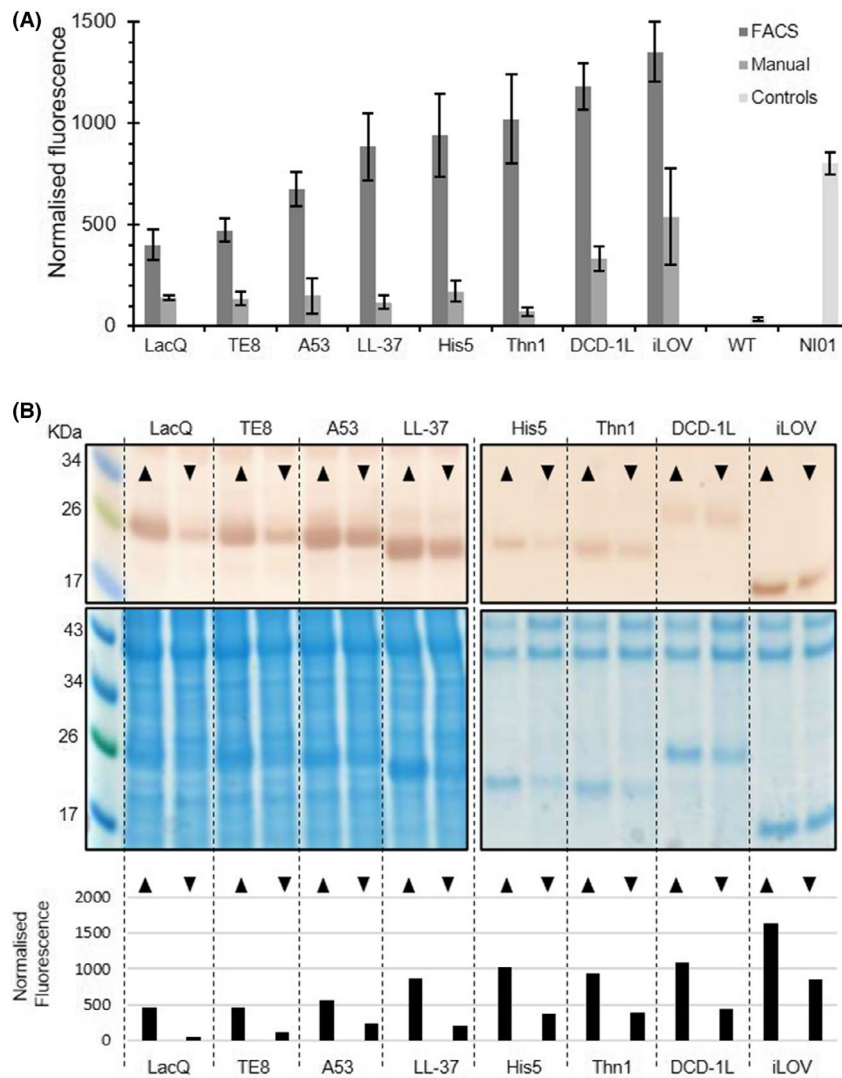 (A)
1500
1000
500
0
Normalised fluorescence
FACS
Manual
Controls
LacQ TE8 A53 LL-37 His5 Thn1 DCD-1L iLOV WT NI01
(B)
KDa LacQ TE8 A53 LL-37 His5 Thn1 DCD-1L iLOV
34
26
17
43
34
26
17
Normalised
Fluorescence
2000
1500
1000
500
0
LacQ TE8 A53 LL-37 His5 Thn1 DCD-1L iLOV